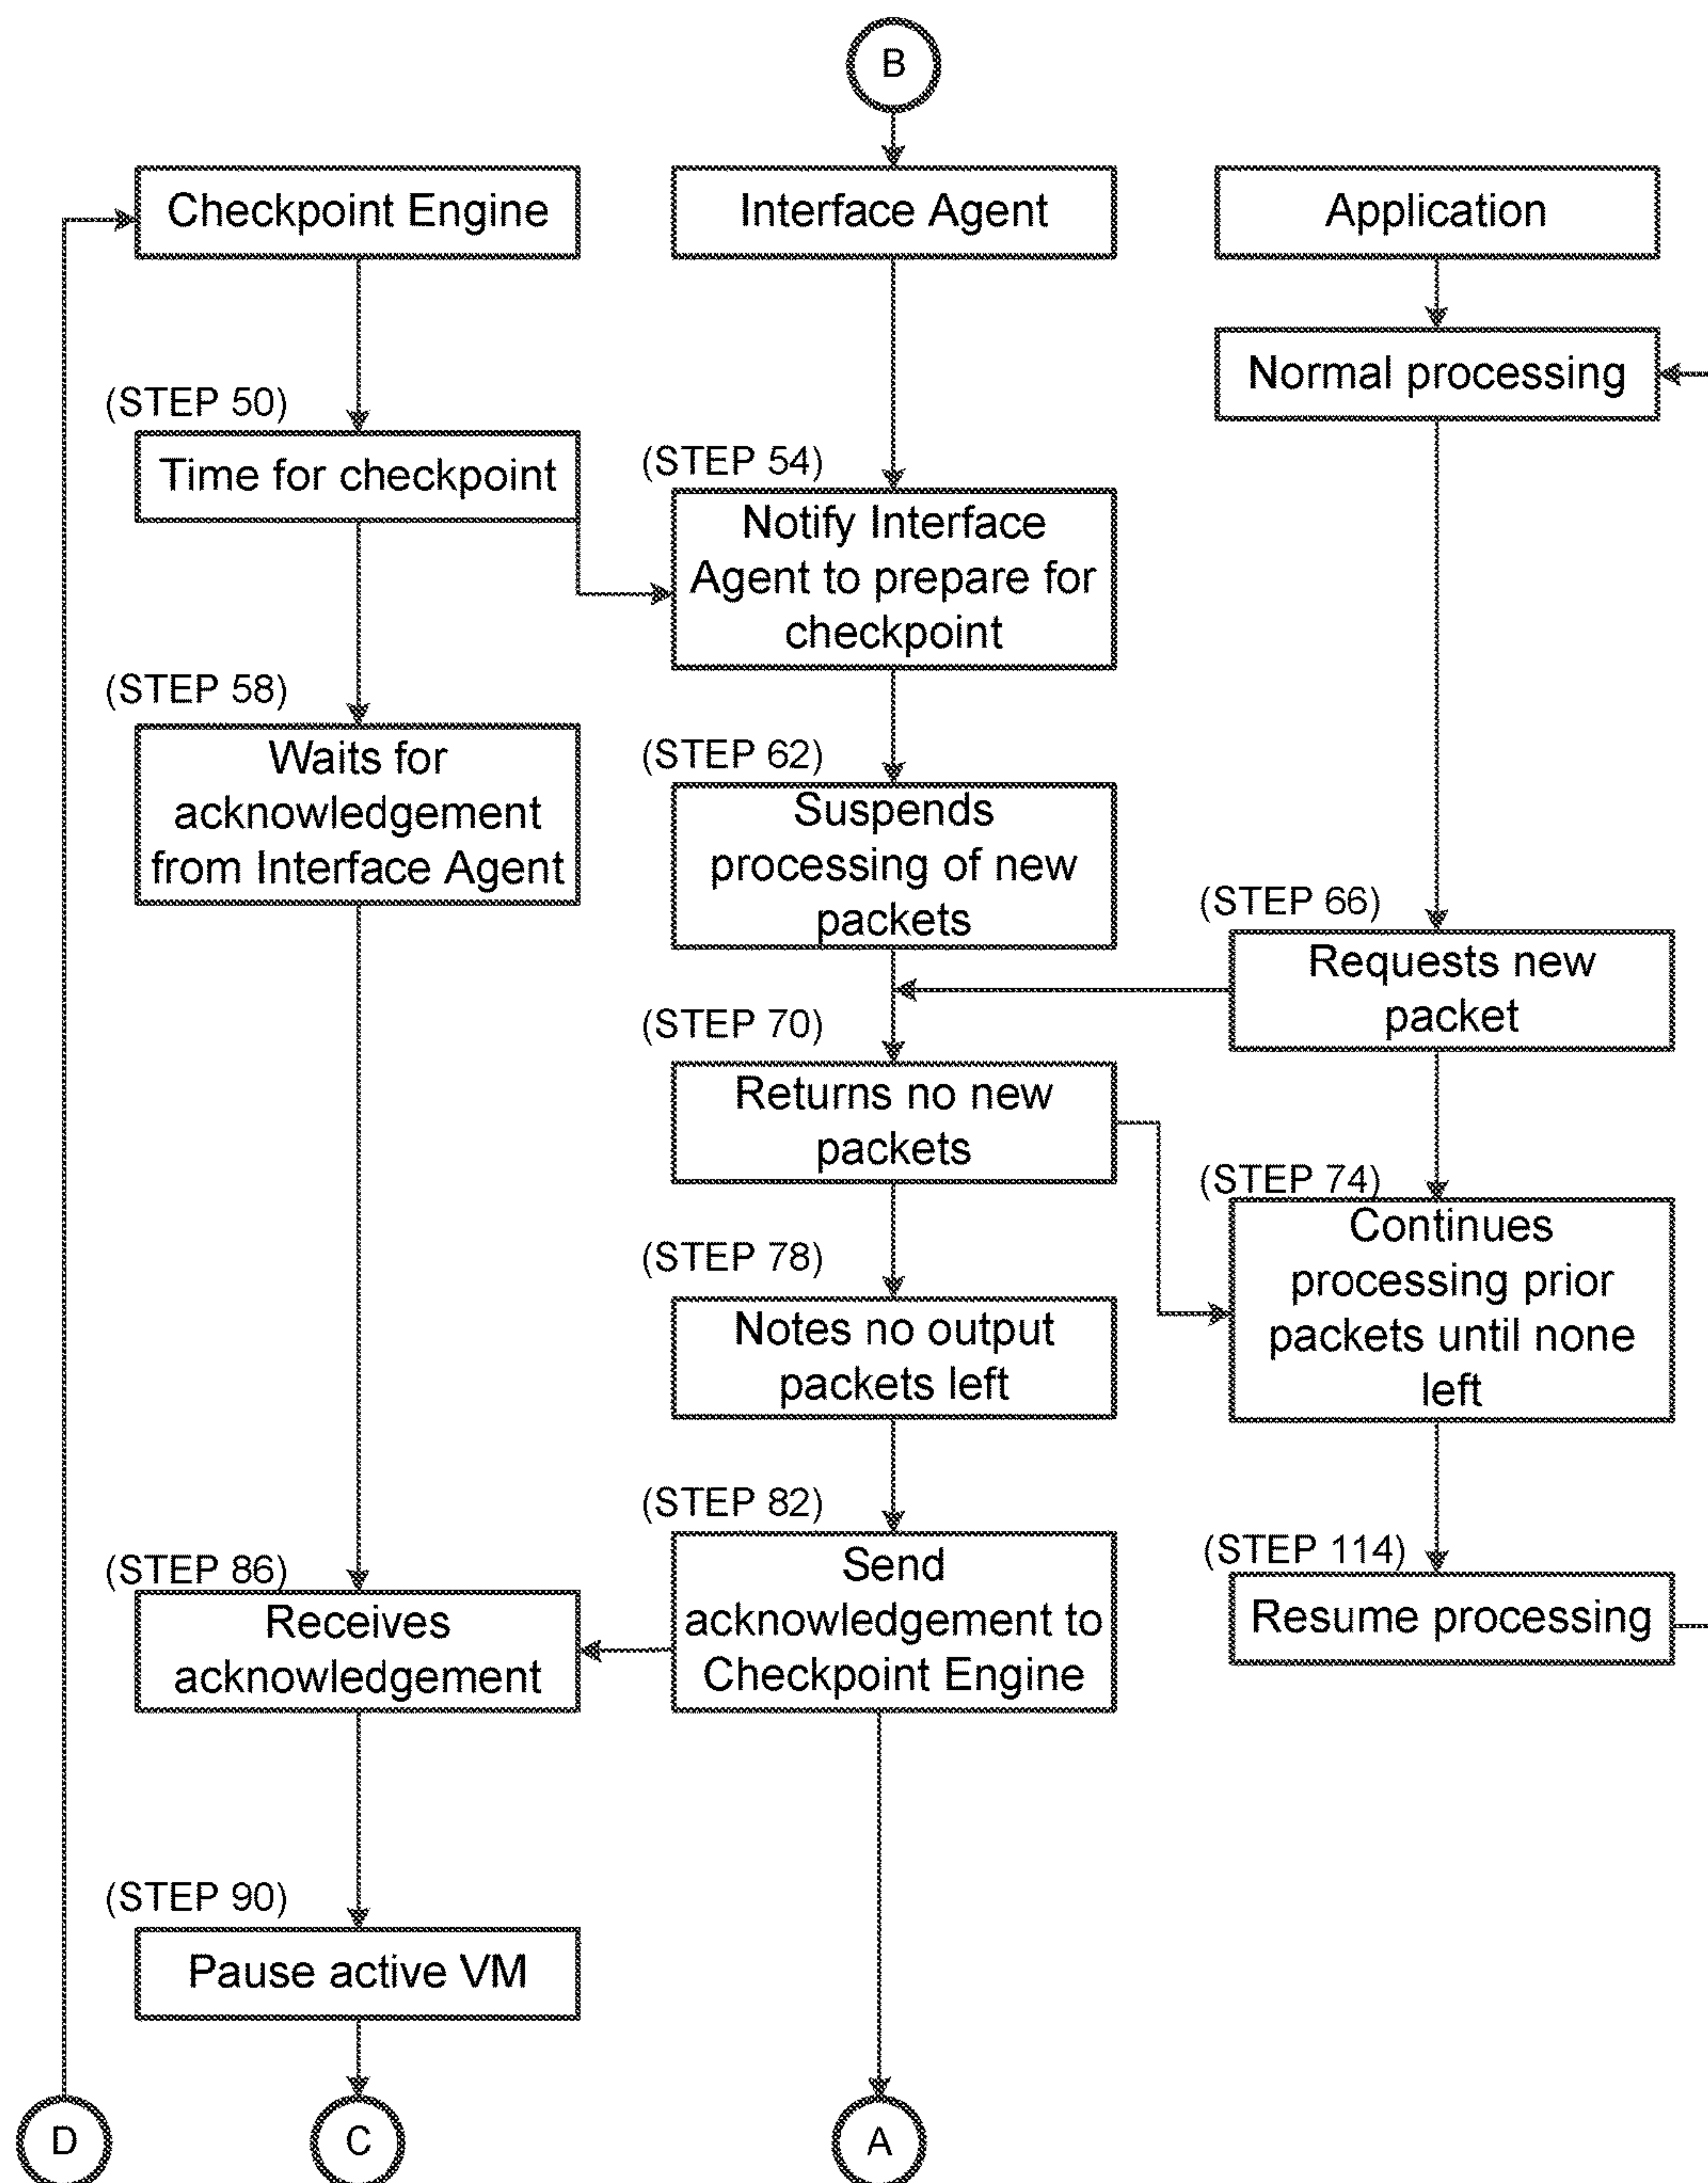 B
Checkpoint Engine
Interface Agent
Application
Normal processing
(STEP 50)
Time for checkpoint
(STEP 54)
Notify Interface
Agent to prepare for
checkpoint
(STEP 58)
Waits for
acknowledgement
from Interface Agent
(STEP 62)
Suspends
processing of new
packets
(STEP 66)
Requests new
packet
(STEP 70)
Returns no new
packets
(STEP 74)
Continues
processing prior
packets until none
left
(STEP 78)
Notes no output
packets left
(STEP 82)
Send
acknowledgement to
Checkpoint Engine
(STEP 86)
Receives
acknowledgement
(STEP 114)
Resume processing
(STEP 90)
Pause active VM
D
C
A